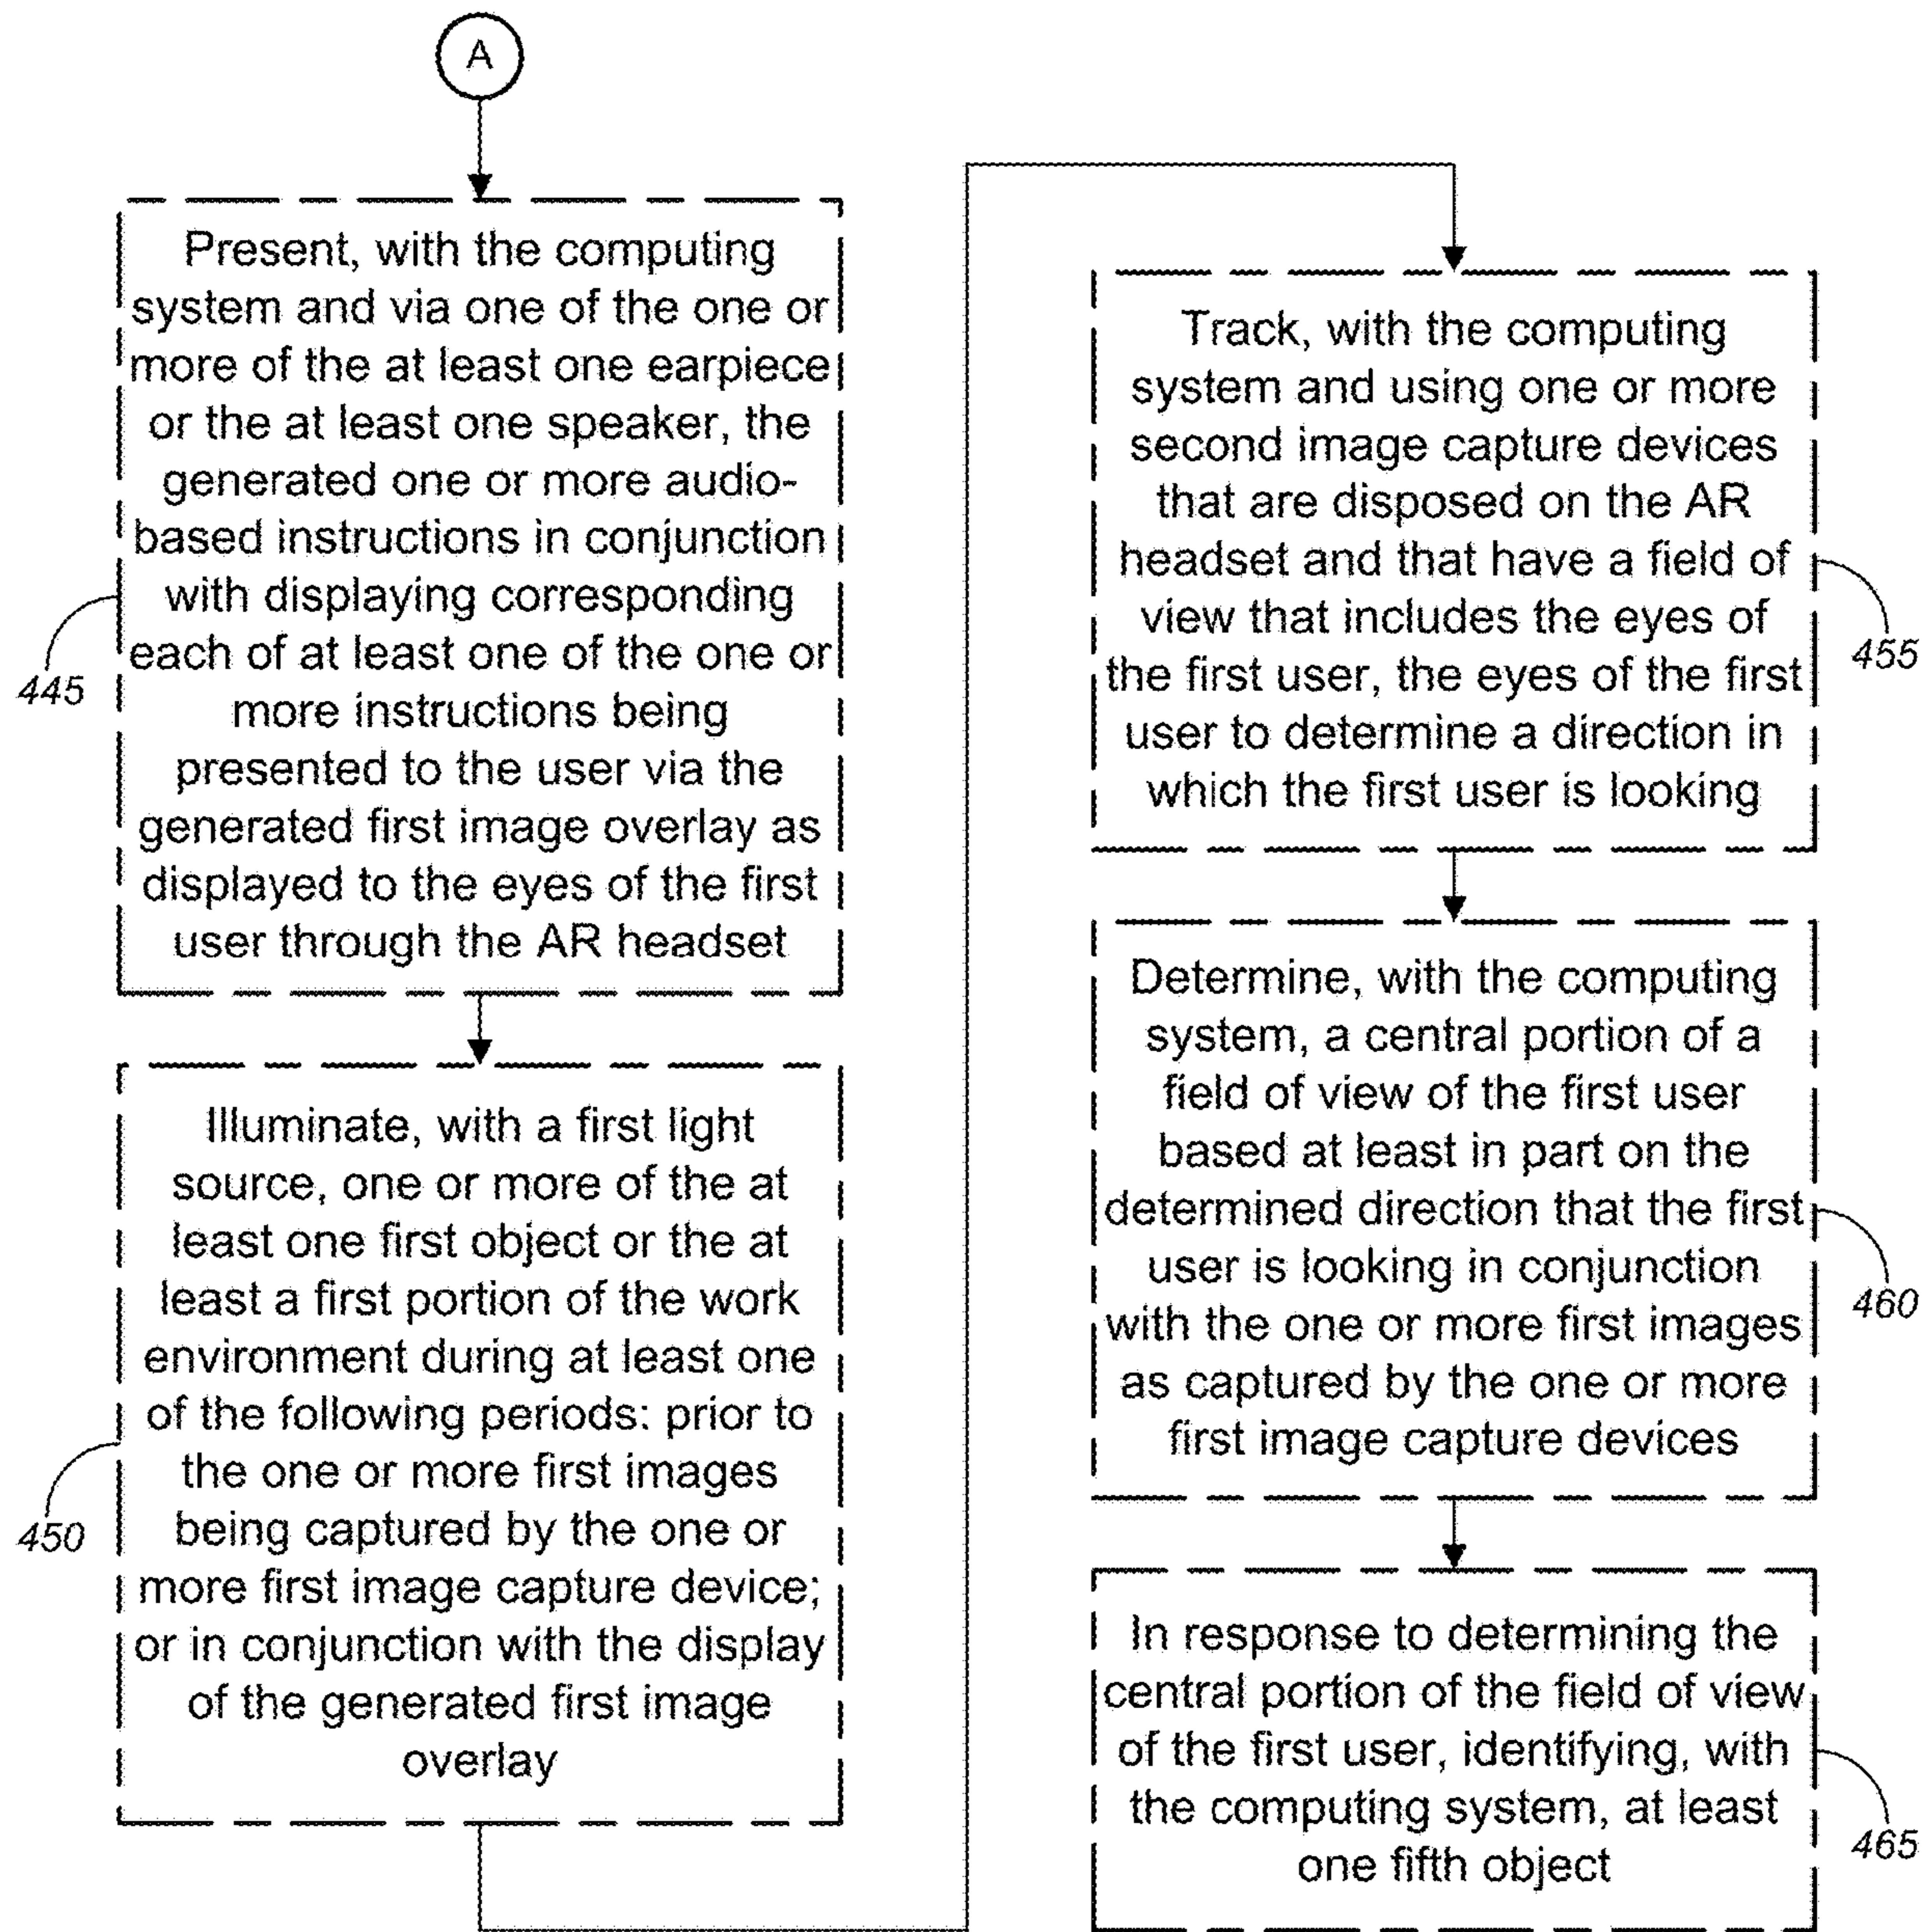 A
Present, with the computing
system and via one of the one or
more of the at least one earpiece
or the at least one speaker, the
generated one or more audio-
based instructions in conjunction
with displaying corresponding
each of at least one of the one or
more instructions being
presented to the user via the
generated first image overlay as
displayed to the eyes of the first
user through the AR headset
445
Illuminate, with a first light
source, one or more of the at
least one first object or the at
least a first portion of the work
environment during at least one
of the following periods: prior to
the one or more first images
being captured by the one or
more first image capture device;
or in conjunction with the display
of the generated first image
overlay
450
Track, with the computing
system and using one or more
second image capture devices
that are disposed on the AR
headset and that have a field of
view that includes the eyes of
the first user, the eyes of the first
user to determine a direction in
which the first user is looking
455
Determine, with the computing
system, a central portion of a
field of view of the first user
based at least in part on the
determined direction that the first
user is looking in conjunction
with the one or more first images
as captured by the one or more
first image capture devices
460
In response to determining the
central portion of the field of view
of the first user, identifying, with
the computing system, at least
one fifth object
465